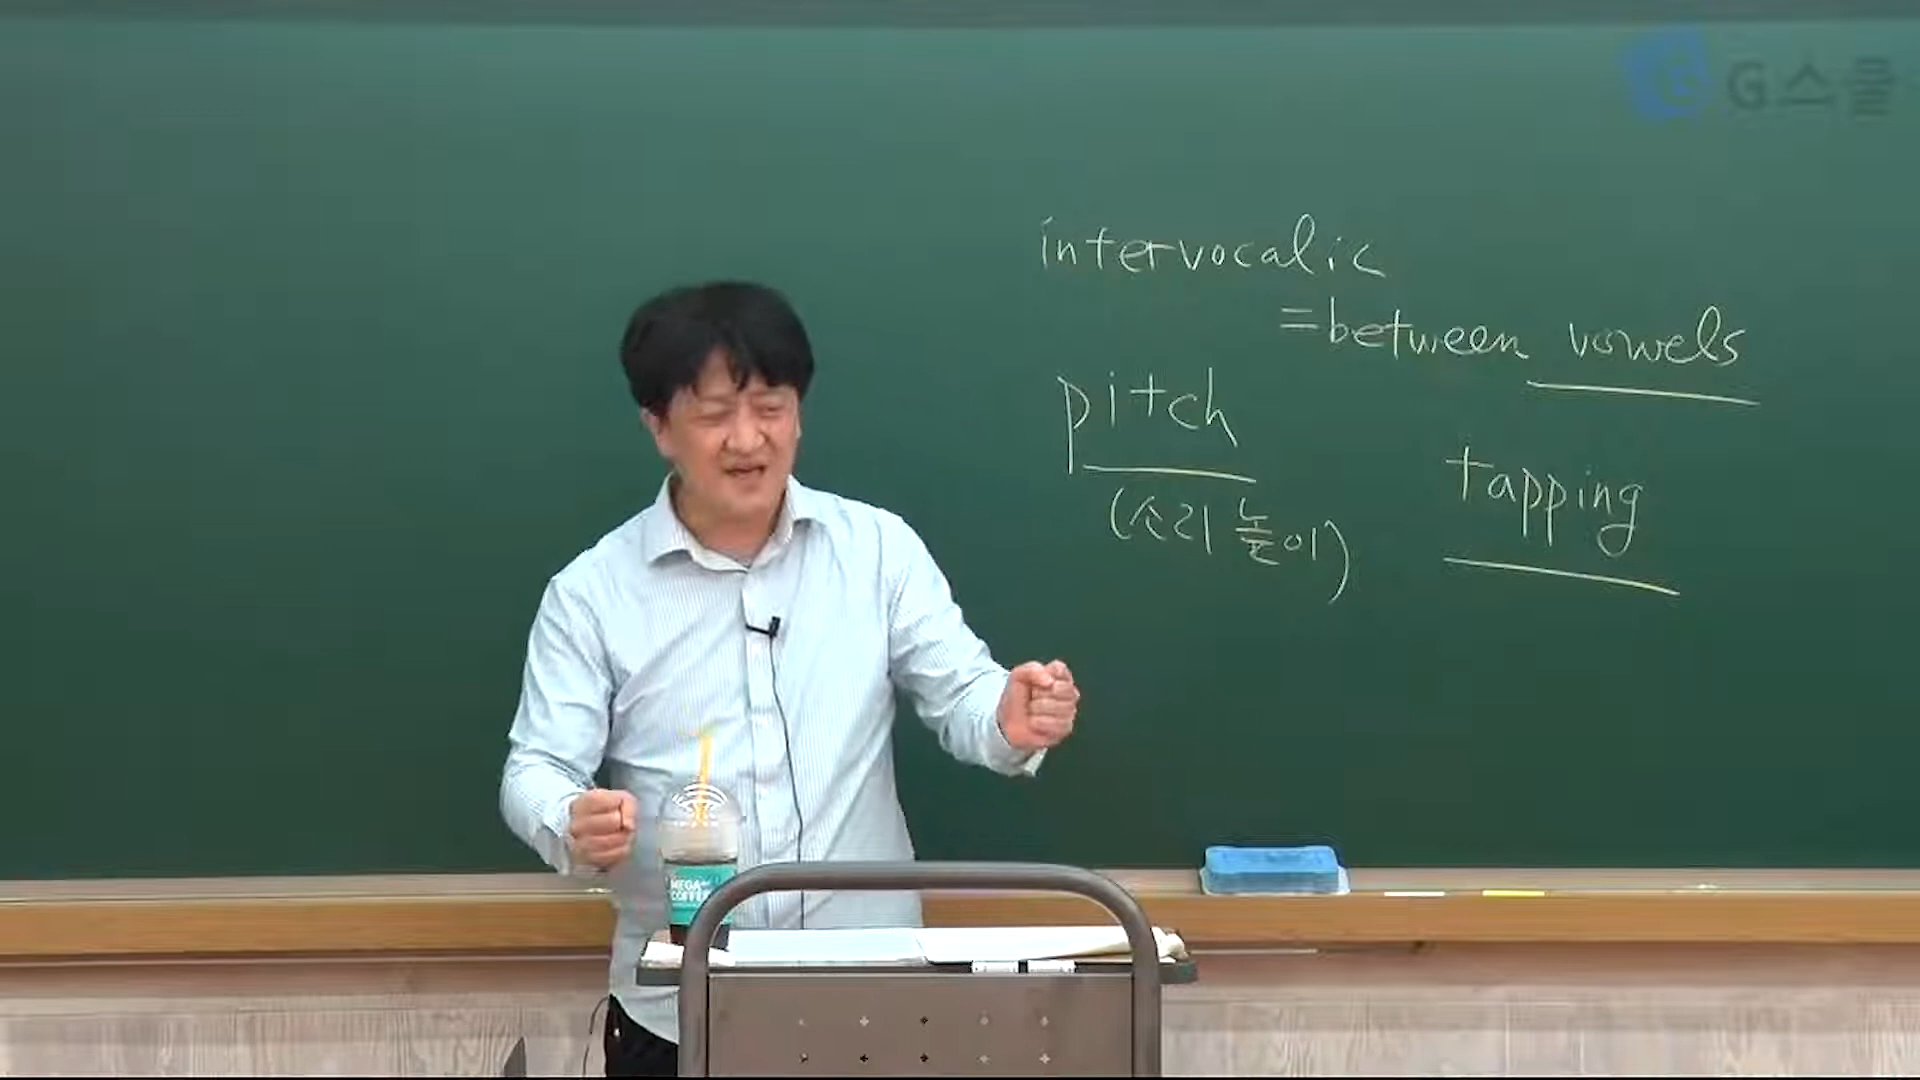 G스쿨
intervocalic
=between vowels
pitch
(소리 높이)
tapping
MEGA
COFFEE